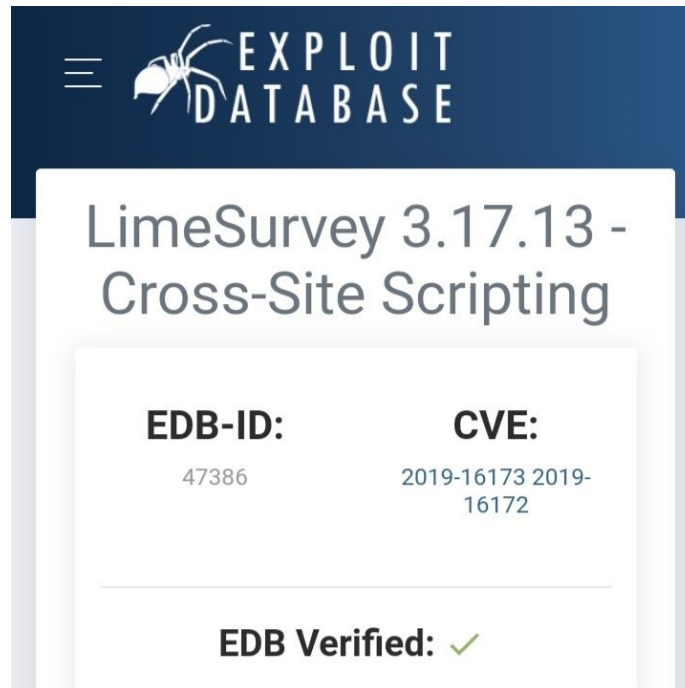 EXPLOIT
DATABASE
LimeSurvey 3.17.13 -
Cross-Site Scripting
EDB-ID:
47386
CVE:
2019-16173 2019-
16172
EDB Verified: ✓